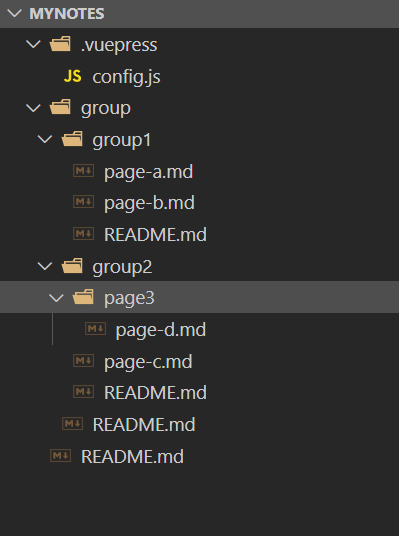 MYNOTES
.vuepress
JS config.js
group
group1
page-a.md
page-b.md
README.md
group2
page3
page-d.md
page-c.md
README.md
README.md
README.md